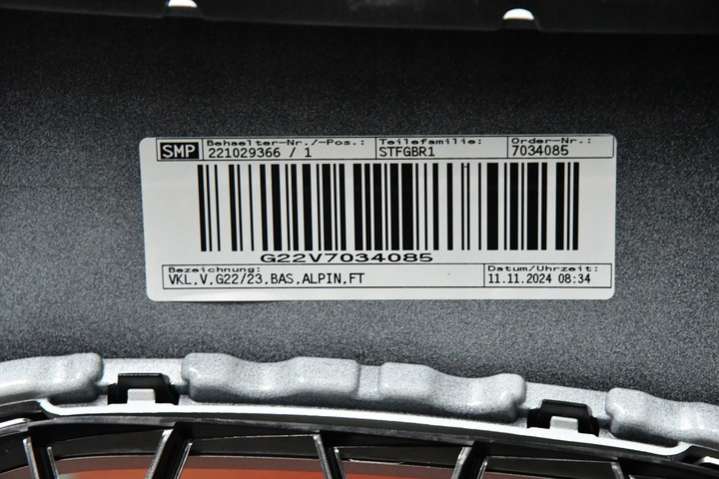 SMP Behaelter-Nr./-Pos.: Teilefamilie: Order-Nr.:
221029366 / 1 STFGBR1 7034085
G22V7034085
Bezeichnung: Datum/Uhrzeit:
VKL,V,G22/23,BAS,ALPIN,FT 11.11.2024 08:34